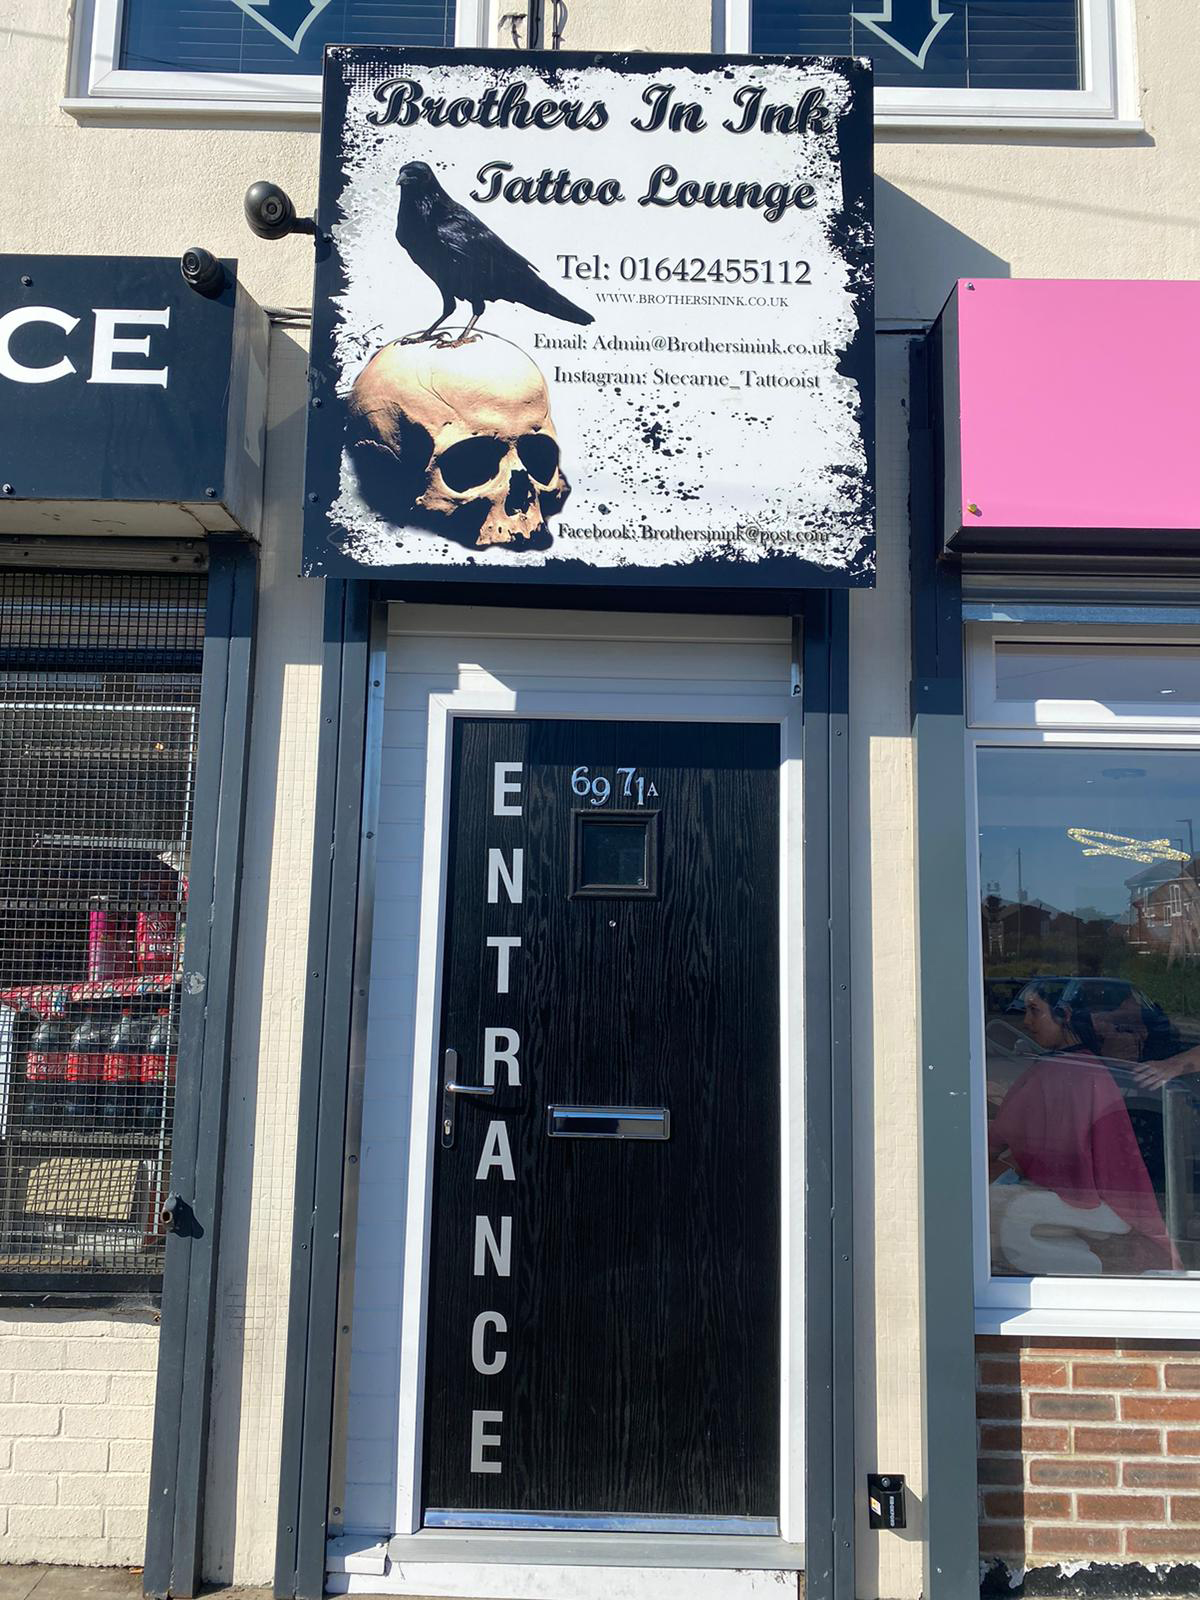 Brothers In Ink
Tattoo Lounge
Tel: 01642455112
WWW.BROTHERSININK.CO.UK
Email: Admin@Brothersinink.co.uk
Instagram: Stecarne_Tattooist
Facebook: Brothersinink@post.com
CE
69 71A
ENTRANCE